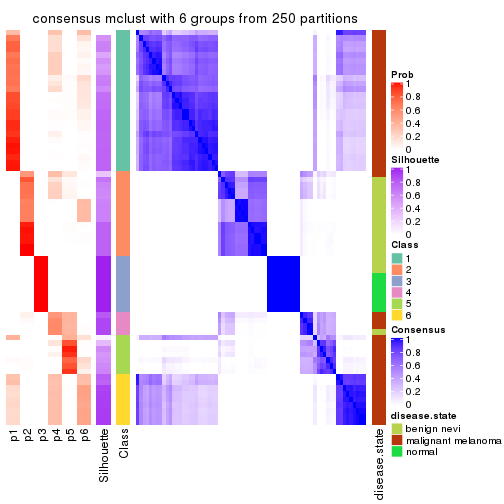 consensus mclust with 6 groups from 250 partitions
Prob
1
0.8
0.6
0.4
0.2
0
Silhouette
1
0.8
0.6
0.4
0.2
0
Class
1
2
3
4
5
6
Consensus
1
0.8
0.6
0.4
0.2
0
disease.state
benign nevi
malignant melanoma
normal
p1
p2
p3
p4
p5
p6
Silhouette
Class
disease.state